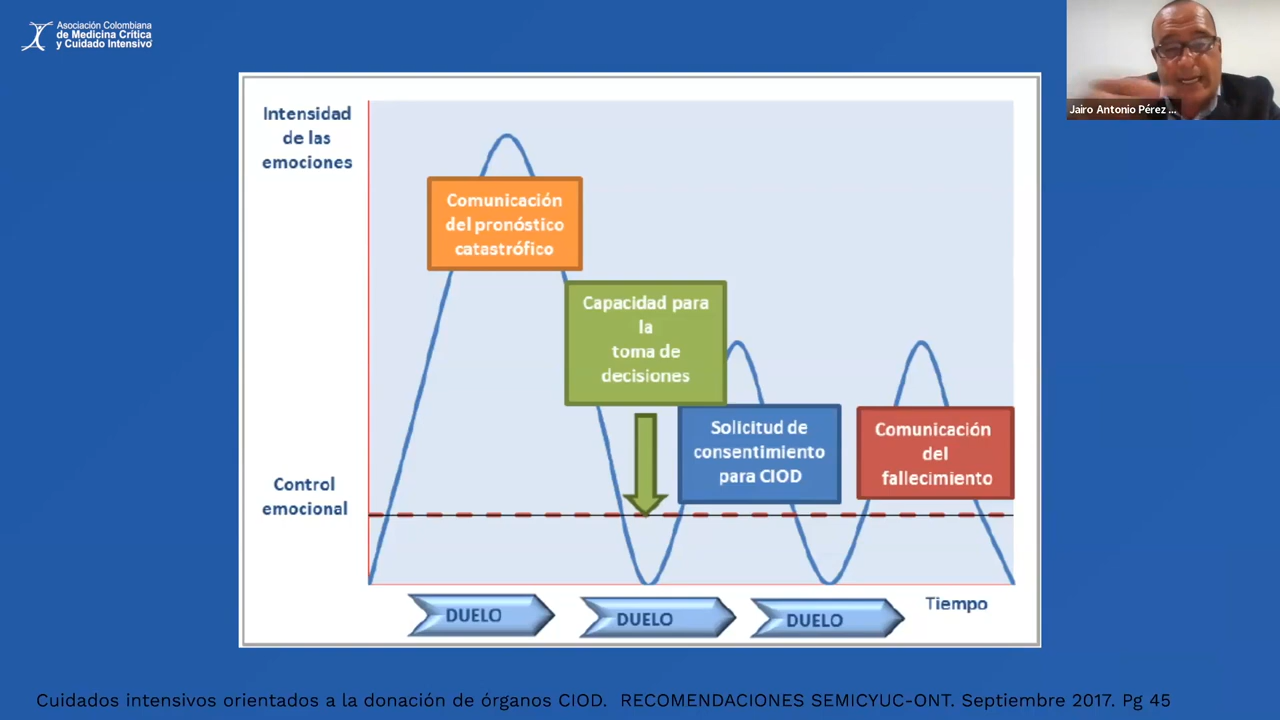 Asociación Colombiana
de Medicina Crítica
y Cuidado Intensivo
Jairo Antonio Pérez ...
Intensidad
de las
emociones
Comunicación
del pronóstico
catastrófico
Capacidad para
la
toma de
decisiones
Solicitud de
consentimiento
para CIOD
Comunicación
del
fallecimiento
Control
emocional
DUELO
DUELO
DUELO
Tiempo
Cuidados intensivos orientados a la donación de órganos CIOD. RECOMENDACIONES SEMICYUC-ONT. Septiembre 2017. Pg 45